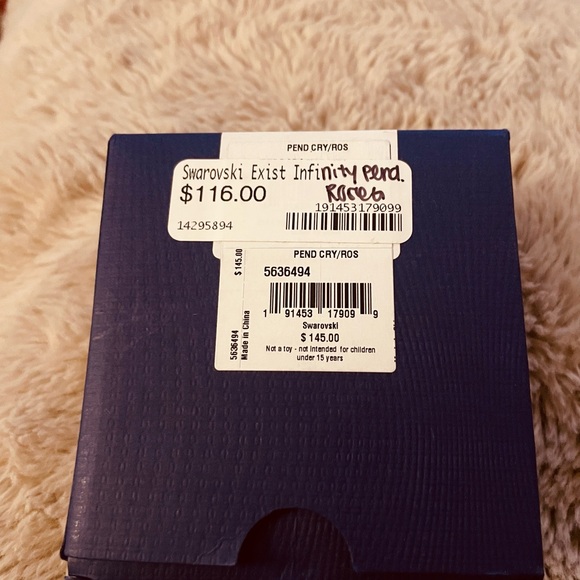 PEND CRY/ROS
Swarovski Exist Infinity Pend.
$116.00
191453179099
14295894
$ 145.00
PEND CRY/ROS
5636494
1 91453 17909 9
Swarovski
$ 145.00
Not a toy - not intended for children
under 15 years
5636494
Made in China